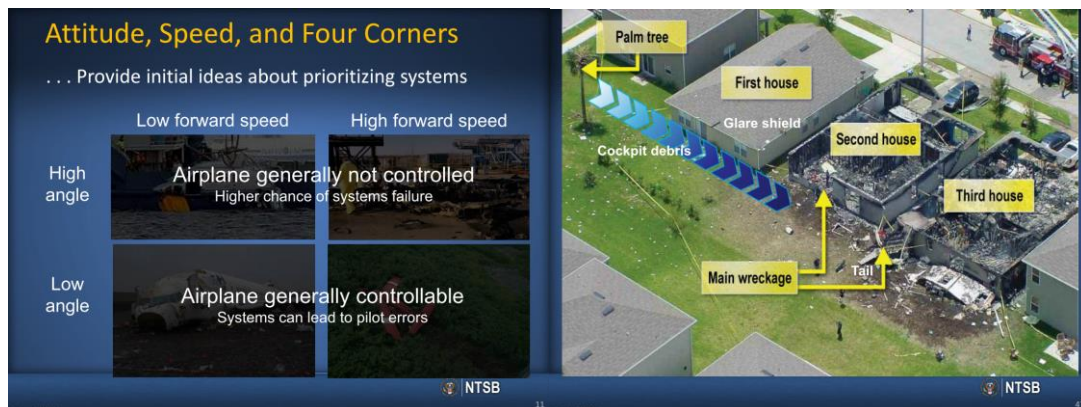 Attitude, Speed, and Four Corners
. . . Provide initial ideas about prioritizing systems
Low forward speed
High forward speed
High
angle
Airplane generally not controlled
Higher chance of systems failure
Low
angle
Airplane generally controllable
Systems can lead to pilot errors
NTSB
11
Palm tree
First house
Glare shield
Cockpit debris
Second house
Third house
Main wreckage
Tail
NTSB
4